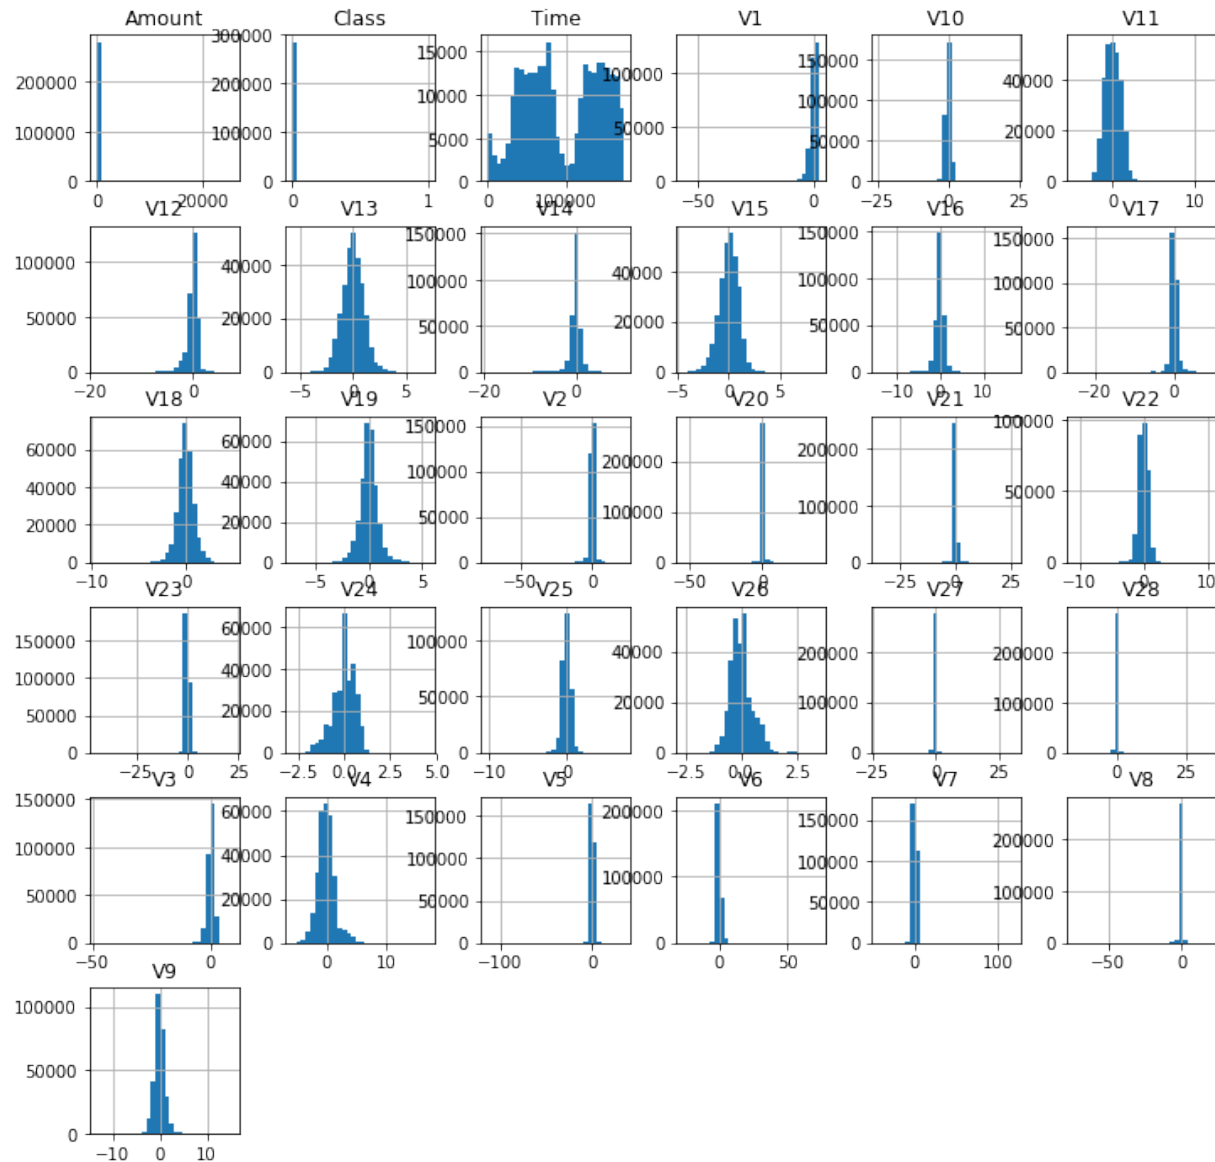 Amount Class Time V1 V10 V11
300000
200000 200000 15000 100000 150000 40000
100000 100000 10000 50000 100000 20000
5000 50000
0 0 0 0 0 0
0 20000 0 1 0 100000 −50 0 −25 0 25 0 10
V12 V13 V14 V15 V16 V17
100000 40000 150000 40000 150000 150000
50000 20000 100000 20000 100000 100000
50000 50000 50000
0 0 0 0 0 0
−20 0 −5 0 5 −20 0 −5 0 5 −10 0 10 −20 0
V18 V19 V2 V20 V21 V22
60000 60000 150000 200000 200000 100000
40000 40000 100000 100000 100000 50000
20000 20000 50000
0 0 0 0 0 0
−10 0 −5 0 5 −50 0 −50 0 −25 0 25 −10 0 10
V23 V24 V25 V26 V27 V28
150000 60000 100000 40000 200000 200000
100000 40000 50000 20000 100000 100000
50000 20000
0 0 0 0 0 0
−25 0 25 −2.5 0.0 2.5 5.0 −10 0 −2.5 0.0 2.5 −25 0 25 0 25
V3 V4 V5 V6 V7 V8
150000 60000 150000 200000 150000 200000
100000 40000 100000 100000 100000 100000
50000 20000 50000 50000
0 0 0 0 0 0
−50 0 0 10 −100 0 0 50 0 100 −50 0
V9
100000
50000
0
−10 0 10